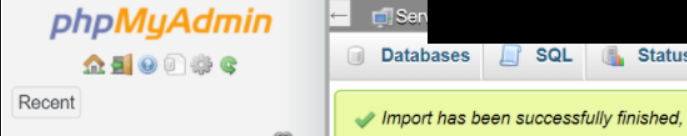 phpMyAdmin
Recent
Databases SQL Status
Import has been successfully finished,